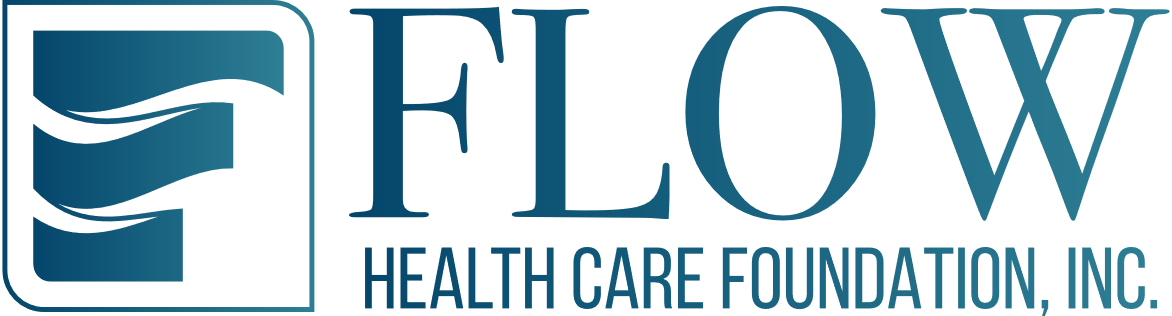 FLOW
HEALTH CARE FOUNDATION, INC.